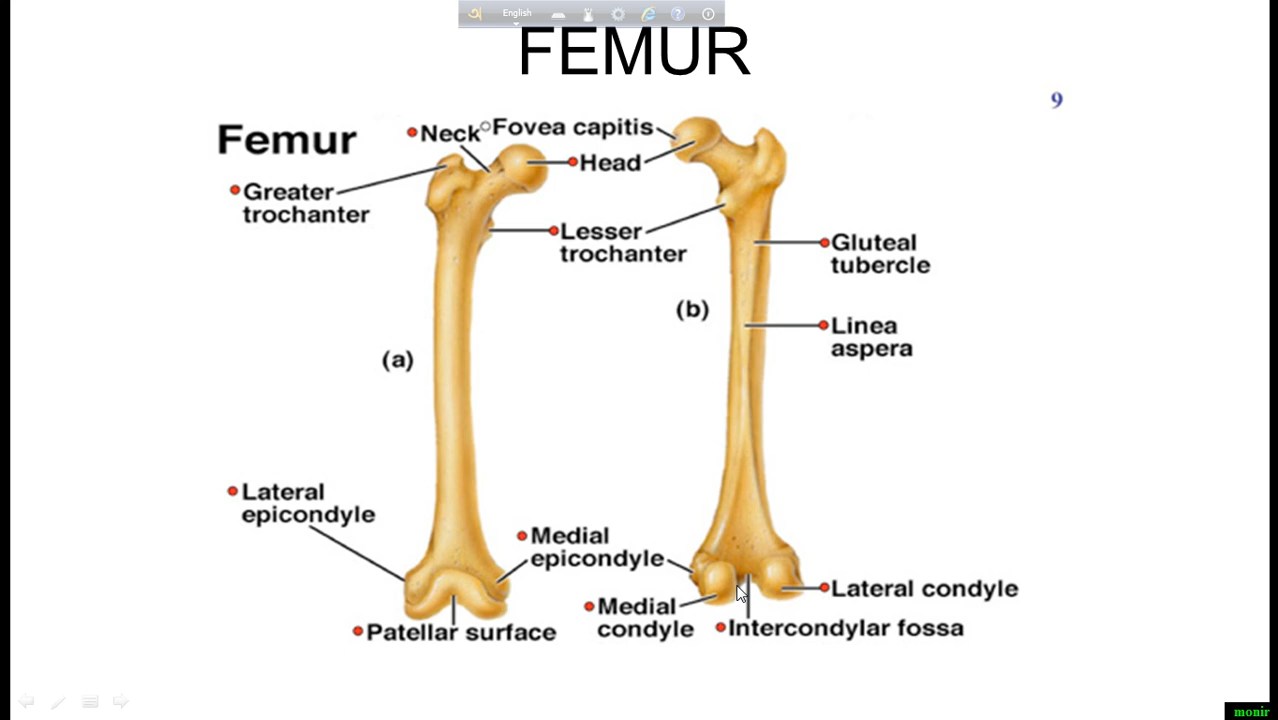 অ English
FEMUR
9
Femur
Neck
Fovea capitis
Head
Greater
trochanter
Lesser
trochanter
Gluteal
tubercle
(b)
Linea
aspera
(a)
Lateral
epicondyle
Medial
epicondyle
Lateral condyle
Medial
condyle
Intercondylar fossa
Patellar surface
monir